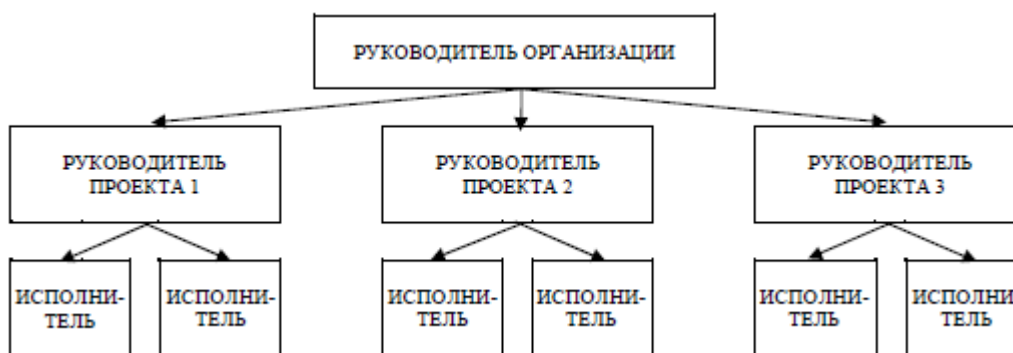 РУКОВОДИТЕЛЬ ОРГАНИЗАЦИИ
РУКОВОДИТЕЛЬ
ПРОЕКТА 1
РУКОВОДИТЕЛЬ
ПРОЕКТА 2
РУКОВОДИТЕЛЬ
ПРОЕКТА 3
ИСПОЛНИ-
ТЕЛЬ
ИСПОЛНИ-
ТЕЛЬ
ИСПОЛНИ-
ТЕЛЬ
ИСПОЛНИ-
ТЕЛЬ
ИСПОЛНИ-
ТЕЛЬ
ИСПОЛНИ-
ТЕЛЬ